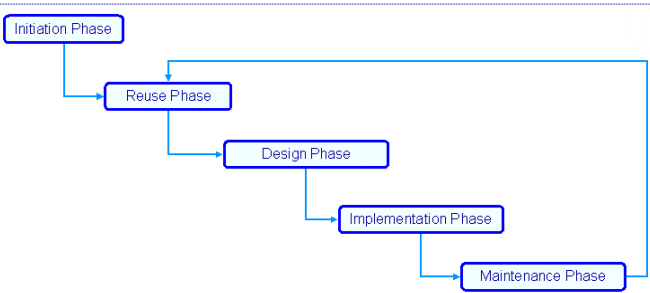 Initiation Phase
Reuse Phase
Design Phase
Implementation Phase
Maintenance Phase